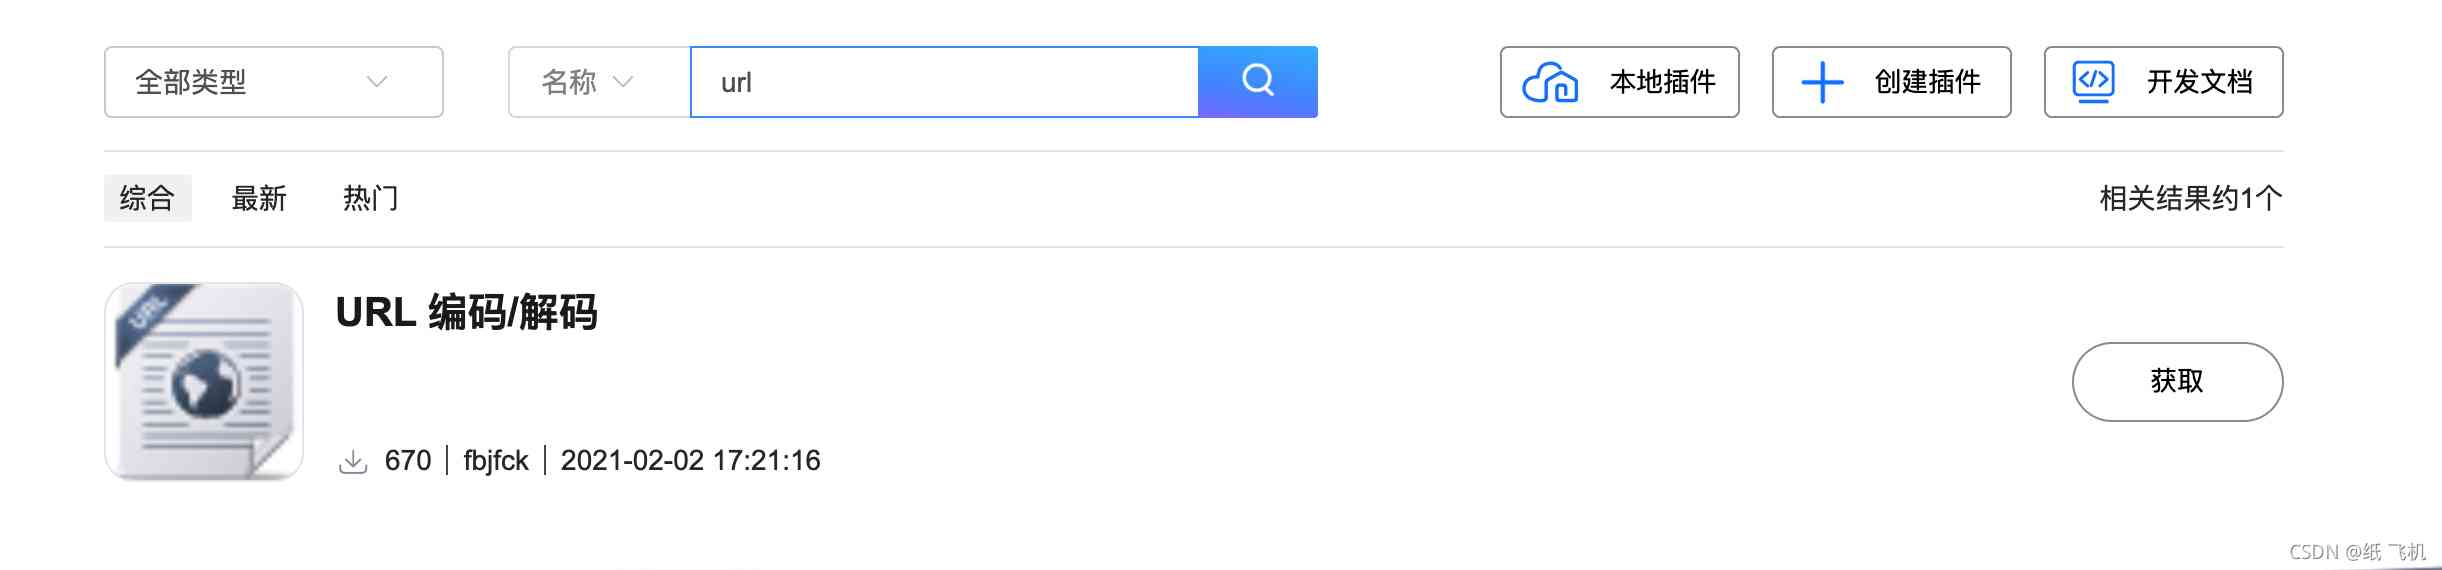 全部类型
名称
url
本地插件
创建插件
开发文档
综合 最新 热门
相关结果约1个
URL
URL 编码/解码
670 | fbjfck | 2021-02-02 17:21:16
获取
CSDN @纸 飞机